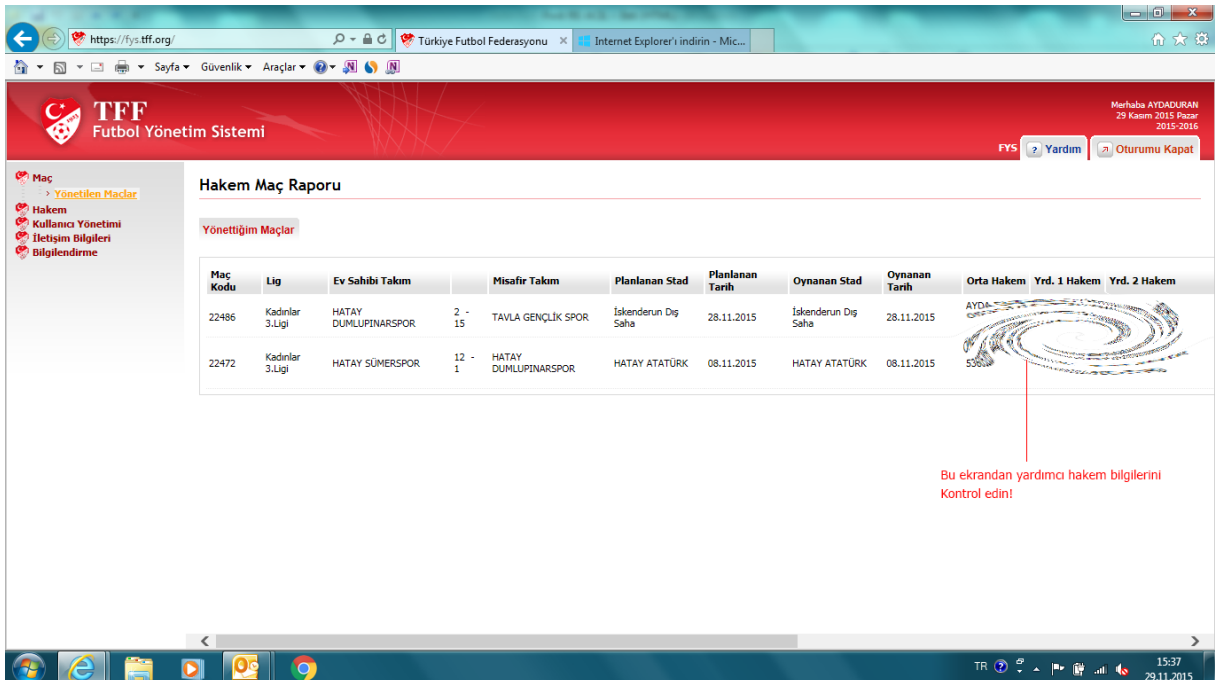 https://fys.tff.org/
Türkiye Futbol Federasyonu
Internet Explorer'ı indirin - Mic...
Sayfa Güvenlik Araçlar
TFF
Futbol Yönetim Sistemi
Merhaba AYDADURAN
29 Kasım 2015 Pazar
2015-2016
FYS ? Yardım Oturumu Kapat
Maç
> Yönetilen Maclar
Hakem
Kullanıcı Yönetimi
İletişim Bilgileri
Bilgilendirme
Hakem Maç Raporu
Yönettiğim Maçlar
Maç Kodu Lig Ev Sahibi Takım Misafir Takım Planlanan Stad Planlanan Tarih Oynanan Stad Oynanan Tarih Orta Hakem Yrd. 1 Hakem Yrd. 2 Hakem
22486 Kadınlar 3.Ligi HATAY DUMLUPINARSPOR 2 - 15 TAVLA GENÇLİK SPOR İskenderun Dış Saha 28.11.2015 İskenderun Dış Saha 28.11.2015
22472 Kadınlar 3.Ligi HATAY SÜMERSPOR 12 - 1 HATAY DUMLUPINARSPOR HATAY ATATÜRK 08.11.2015 HATAY ATATÜRK 08.11.2015
Bu ekrandan yardımcı hakem bilgilerini
Kontrol edin!
TR
15:37
29.11.2015